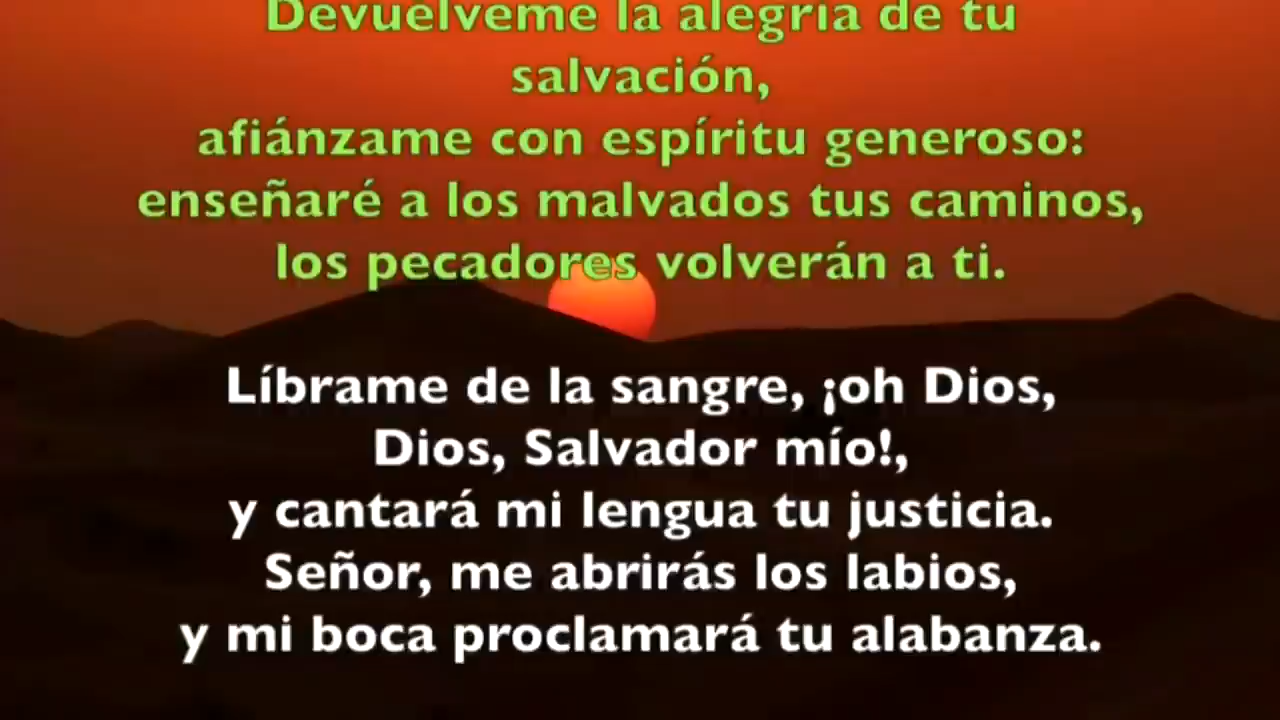 Devuélveme la alegría de tu
salvación,
afiánzame con espíritu generoso:
enseñaré a los malvados tus caminos,
los pecadores volverán a ti.
Líbrame de la sangre, ¡oh Dios,
Dios, Salvador mío!,
y cantará mi lengua tu justicia.
Señor, me abrirás los labios,
y mi boca proclamará tu alabanza.